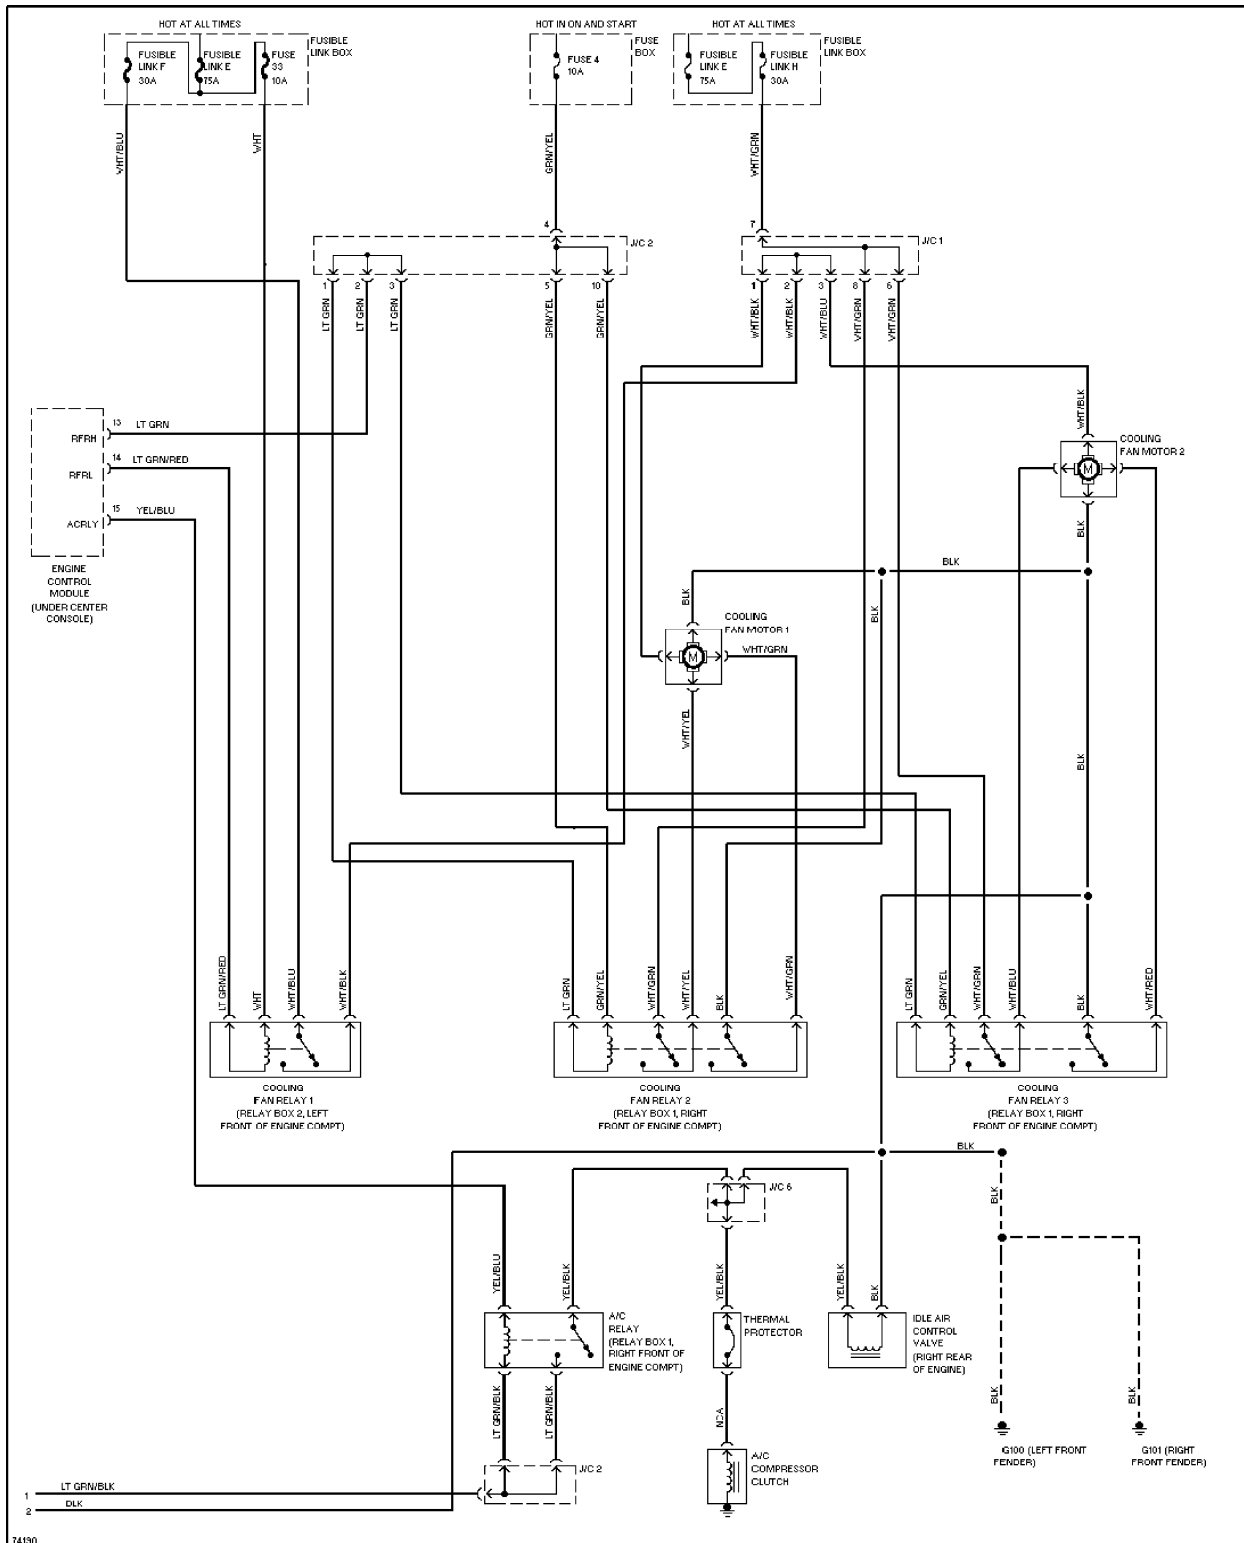 HOT AT ALL TIMES
HOT IN ON AND START
HOT AT ALL TIMES
FUSIBLE
LINK F
30A
FUSIBLE
LINK E
75A
FUSE
33
10A
FUSIBLE
LINK BOX
FUSE 4
10A
FUSE
BOX
FUSIBLE
LINK E
75A
FUSIBLE
LINK H
30A
FUSIBLE
LINK BOX
WHT/BLU
WHT
GRN/YEL
WHT/GRN
4
7
J/C 2
J/C 1
1
2
3
5
10
1
2
3
8
6
LT GRN
LT GRN
LT GRN
GRN/YEL
GRN/YEL
WHT/BLK
WHT/BLK
WHT/BLU
WHT/GRN
WHT/GRN
RFRH
13
LT GRN
RFRL
14
LT GRN/RED
ACRLY
15
YEL/BLU
ENGINE
CONTROL
MODULE
(UNDER CENTER
CONSOLE)
WHT/BLK
COOLING
FAN MOTOR 2
M
BLK
BLK
BLK
BLK
COOLING
FAN MOTOR 1
M
WHT/GRN
WHT/YEL
BLK
LT GRN/RED
WHT
WHT/BLU
WHT/BLK
LT GRN
GRN/YEL
WHT/GRN
WHT/YEL
BLK
WHT/GRN
LT GRN
GRN/YEL
WHT/GRN
WHT/BLU
BLK
WHT/RED
COOLING
FAN RELAY 1
(RELAY BOX 2, LEFT
FRONT OF ENGINE COMPT)
COOLING
FAN RELAY 2
(RELAY BOX 1, RIGHT
FRONT OF ENGINE COMPT)
COOLING
FAN RELAY 3
(RELAY BOX 1, RIGHT
FRONT OF ENGINE COMPT)
BLK
J/C 6
BLK
YEL/BLU
YEL/BLK
YEL/BLK
YEL/BLK
BLK
A/C
RELAY
(RELAY BOX 1,
RIGHT FRONT OF
ENGINE COMPT)
THERMAL
PROTECTOR
IDLE AIR
CONTROL
VALVE
(RIGHT REAR
OF ENGINE)
LT GRN/BLK
LT GRN/BLK
NCA
BLK
BLK
G100 (LEFT FRONT
FENDER)
G101 (RIGHT
FRONT FENDER)
J/C 2
A/C
COMPRESSOR
CLUTCH
1
LT GRN/BLK
2
BLK
74190